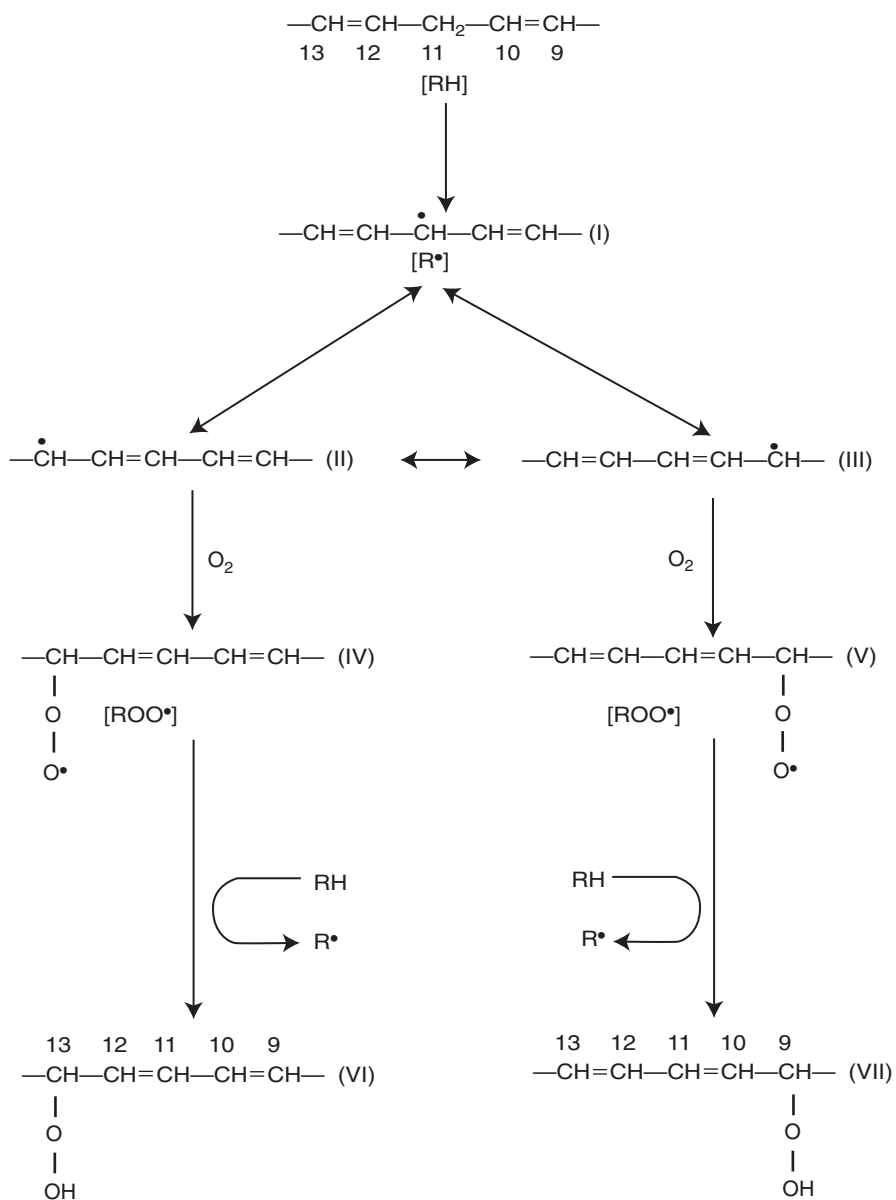 —CH=CH—CH₂—CH=CH—
13 12 11 10 9
[RH]
—CH=CH—ĊH—CH=CH— (I)
[R•]
—ĊH—CH=CH—CH=CH— (II)
—CH=CH—CH=CH—ĊH— (III)
O₂
O₂
—CH—CH=CH—CH=CH— (IV)
—CH=CH—CH=CH—CH— (V)
O [ROO•]
[ROO•] O
O•
O•
RH
RH
R•
R•
13 12 11 10 9
13 12 11 10 9
—CH—CH=CH—CH=CH— (VI)
—CH=CH—CH=CH—CH— (VII)
O
O
OH
OH